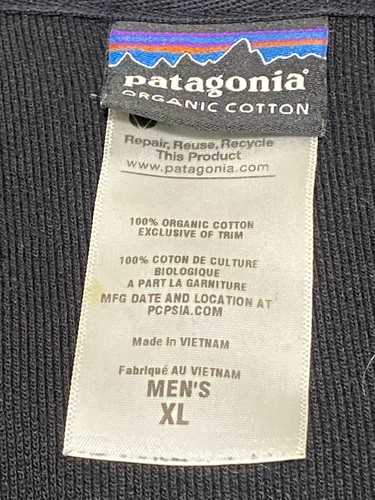 patagonia®
ORGANIC COTTON
Repair, Reuse, Recycle
This Product
www.patagonia.com
100% ORGANIC COTTON
EXCLUSIVE OF TRIM
100% COTON DE CULTURE
BIOLOGIQUE
A PART LA GARNITURE
MFG DATE AND LOCATION AT
PCPSIA.COM
Made in VIETNAM
Fabriqué AU VIETNAM
MEN'S
XL